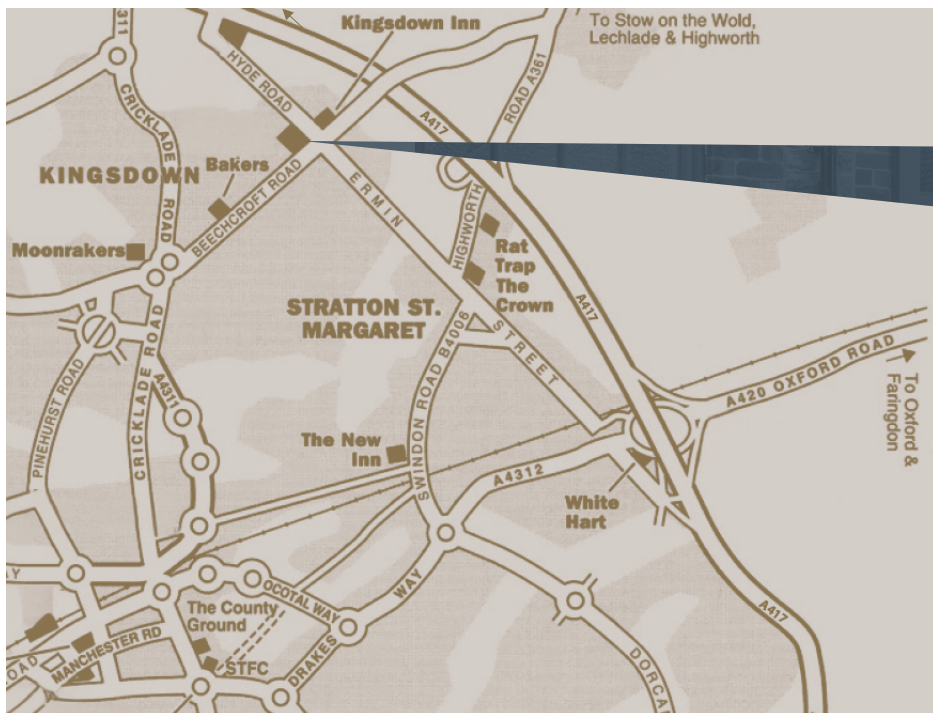 Kingsdown Inn
To Stow on the Wold,
Lechlade & Highworth
HYDE ROAD
ROAD A361
A417
CRICKLADE ROAD
KINGSDOWN
Bakers
BEECHCROFT ROAD
ERMIN
STREET
HIGHWORTH
Moonrakers
Rat
Trap
The
Crown
A417
STRATTON ST.
MARGARET
SWINDON ROAD B4006
A420 OXFORD ROAD
To Oxford &
Faringdon
PINEHURST ROAD
CRICKLADE ROAD
A4311
The New
Inn
A4312
White
Hart
WAY
OCOTAL WAY
The County
Ground
MANCHESTER RD
STFC
DRAKES
A417